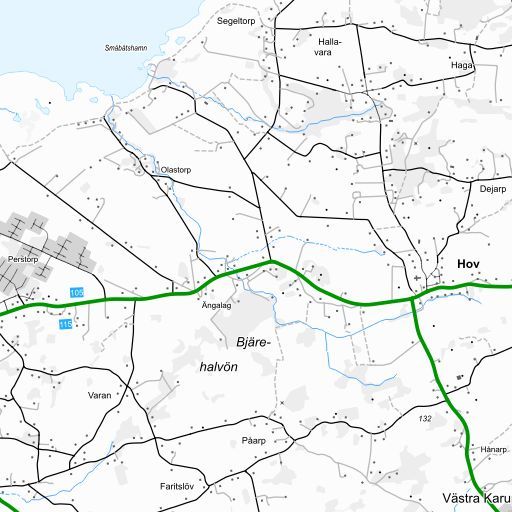 Segeltorp
Småbåtshamn
Halla-
vara
Haga
Olastorp
Dejarp
Perstorp
Hov
105
Ängalag
115
Bjäre-
halvön
Varan
132
Påarp
Hånarp
Faritslöv
Västra Karu